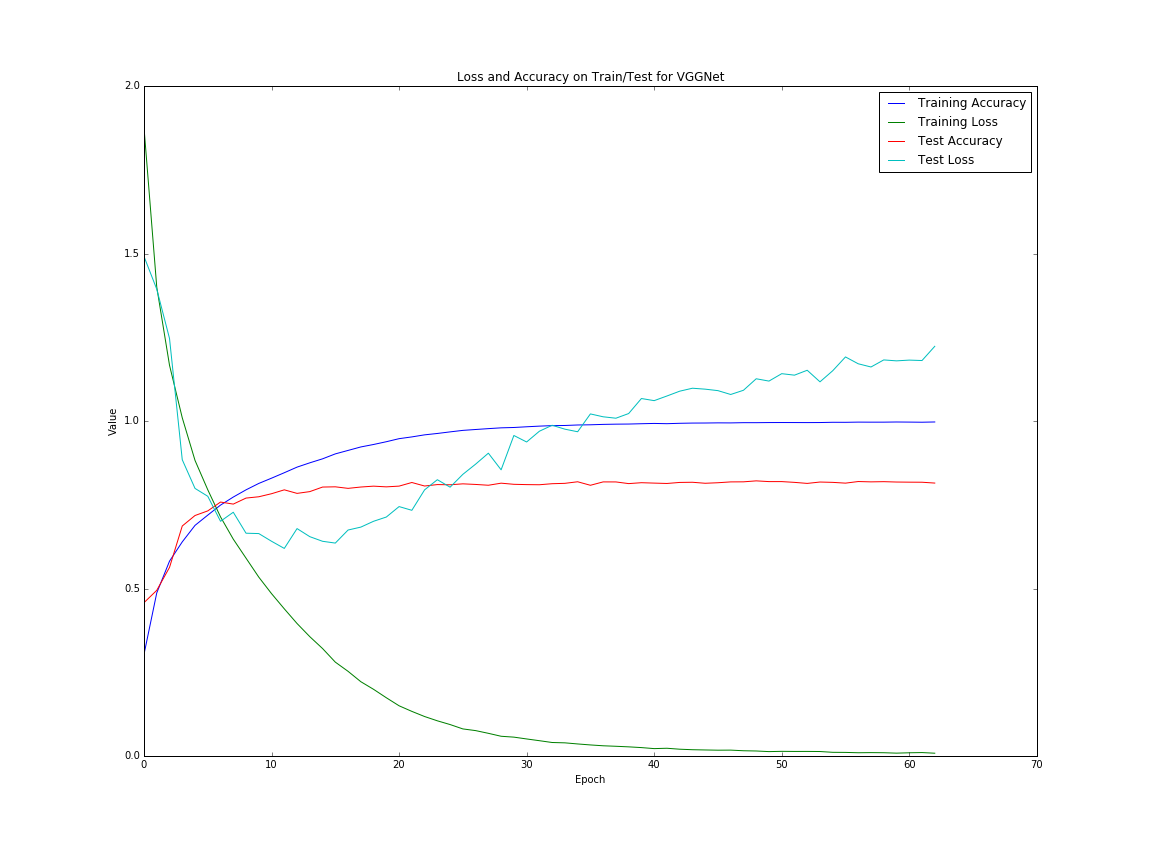 Loss and Accuracy on Train/Test for VGGNet
2.0
1.5
1.0
0.5
0.0
Value
Training Accuracy
Training Loss
Test Accuracy
Test Loss
0 10 20 30 40 50 60 70
Epoch